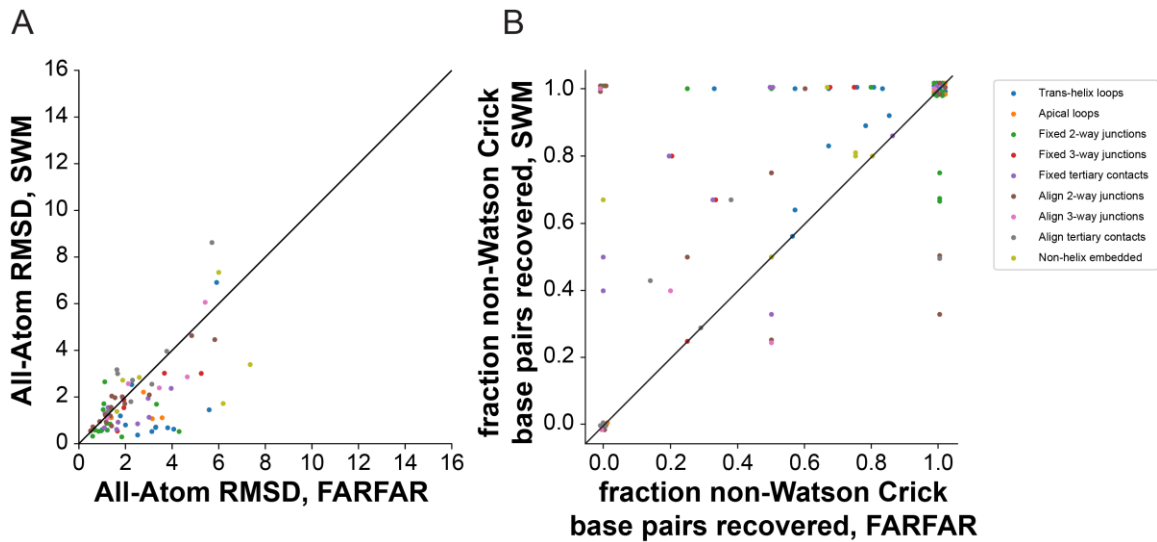 A
16
14
12
10
8
6
4
2
0
All-Atom RMSD, SWM
0 2 4 6 8 10 12 14 16
All-Atom RMSD, FARFAR
B
1.0
0.8
0.6
0.4
0.2
0.0
fraction non-Watson Crick
base pairs recovered, SWM
0.0 0.2 0.4 0.6 0.8 1.0
fraction non-Watson Crick
base pairs recovered, FARFAR
Trans-helix loops
Apical loops
Fixed 2-way junctions
Fixed 3-way junctions
Fixed tertiary contacts
Align 2-way junctions
Align 3-way junctions
Align tertiary contacts
Non-helix embedded